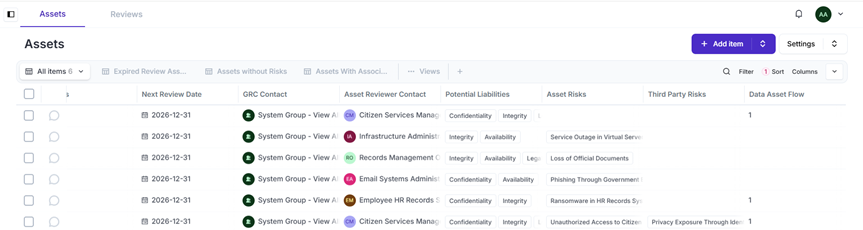 Assets Reviews AA
Assets Add item Settings
All items 6 Expired Review Ass... Assets without Risks Assets With Associ... Views Filter 1 Sort Columns
Next Review Date GRC Contact Asset Reviewer Contact Potential Liabilities Asset Risks Third Party Risks Data Asset Flow
2026-12-31 System Group - View CM Citizen Services Manag Confidentiality Integrity 1
2026-12-31 System Group - View IA Infrastructure Administ Integrity Availability Service Outage in Virtual Serve
2026-12-31 System Group - View RO Records Management Integrity Availability Lega Loss of Official Documents
2026-12-31 System Group - View EA Email Systems Administ Confidentiality Availability Phishing Through Government
2026-12-31 System Group - View EM Employee HR Records Confidentiality Integrity Ransomware in HR Records Sys 1
2026-12-31 System Group - View CM Citizen Services Manag Confidentiality Integrity Unauthorized Access to Citizen Privacy Exposure Through Iden 1